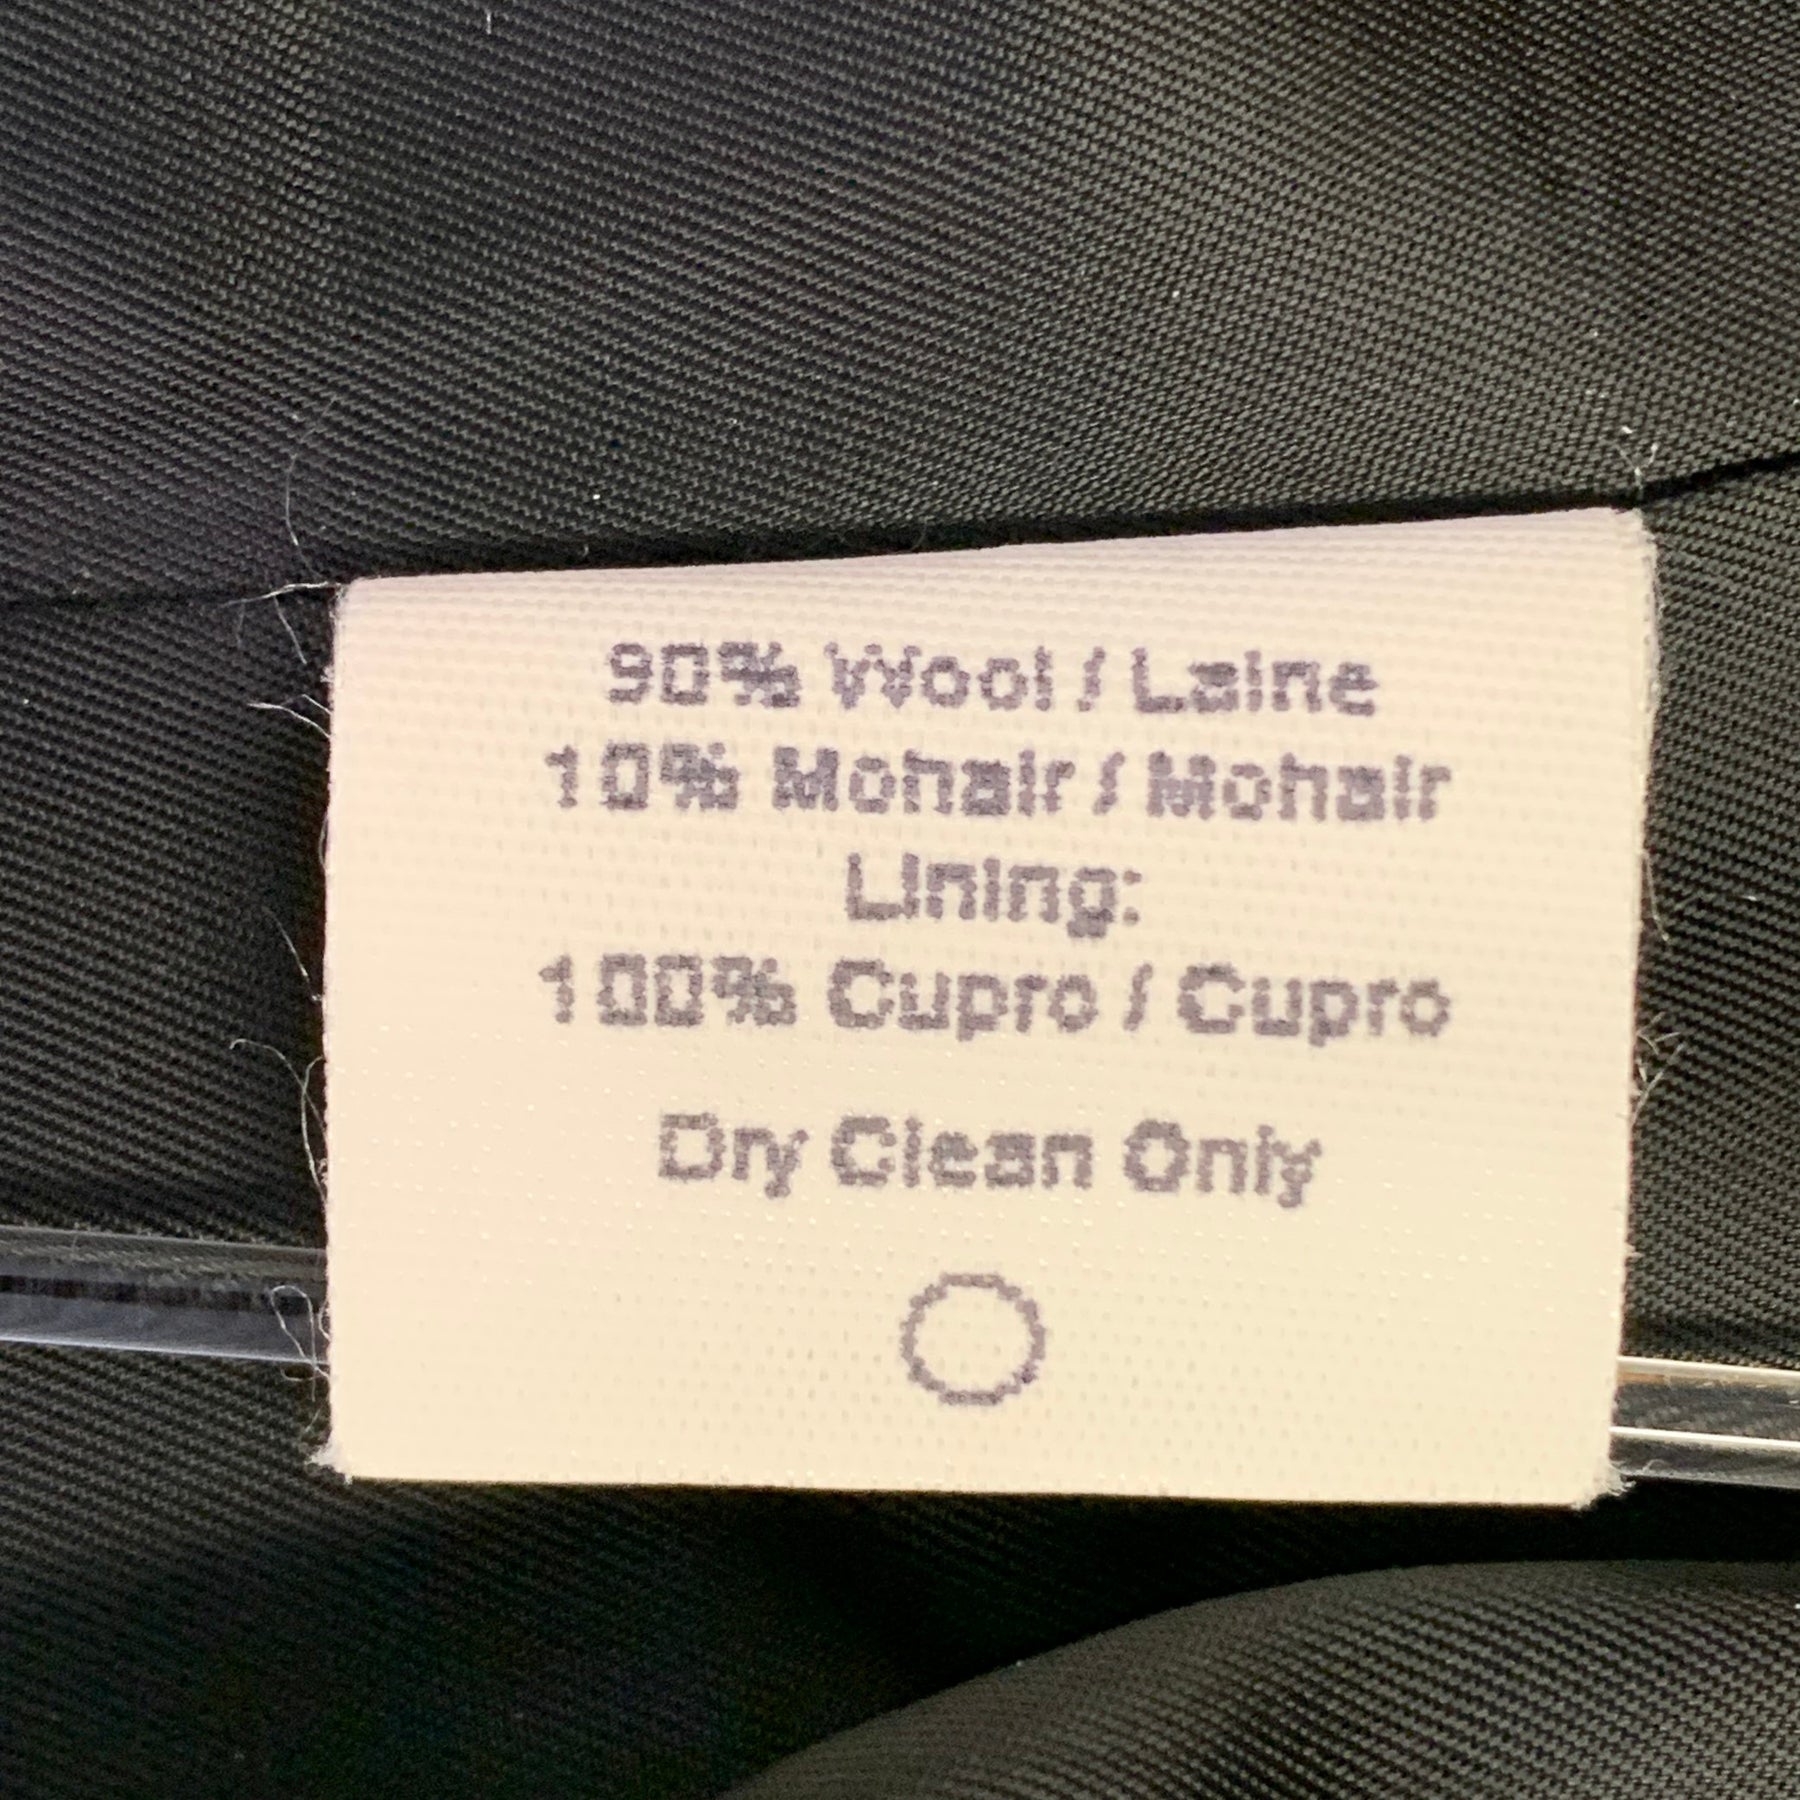 90% Wool / Laine
10% Mohair / Mohair
Lining:
100% Cupro / Cupro
Dry Clean Only